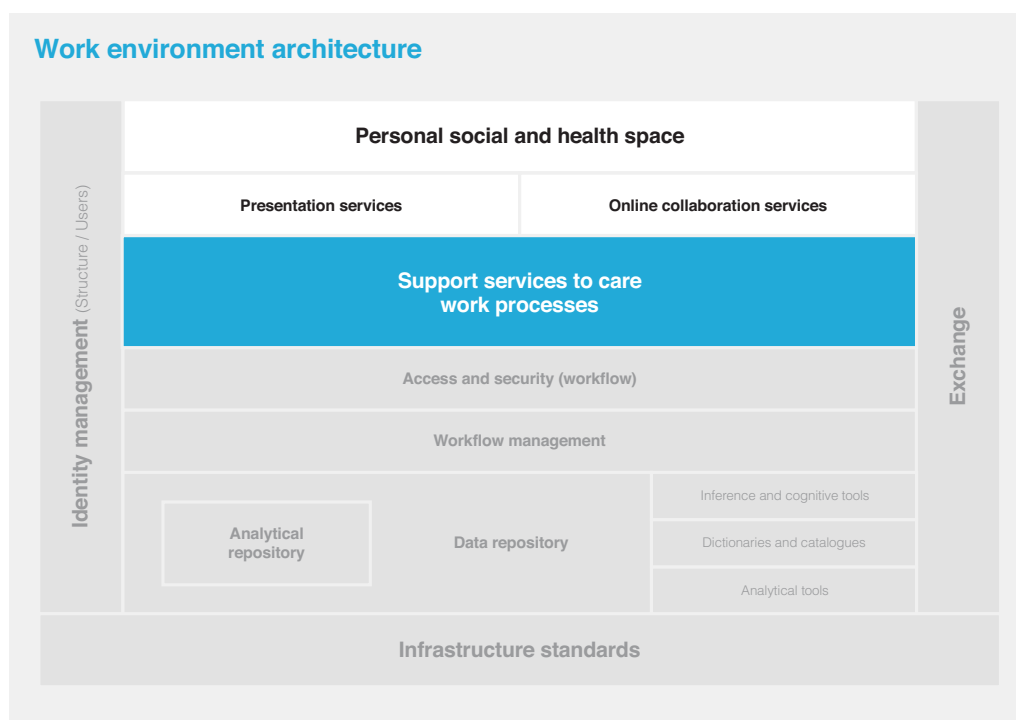 Work environment architecture
Identity management (Structure / Users)
Personal social and health space
Presentation services
Online collaboration services
Support services to care
work processes
Access and security (workflow)
Workflow management
Analytical
repository
Data repository
Inference and cognitive tools
Dictionaries and catalogues
Analytical tools
Exchange
Infrastructure standards